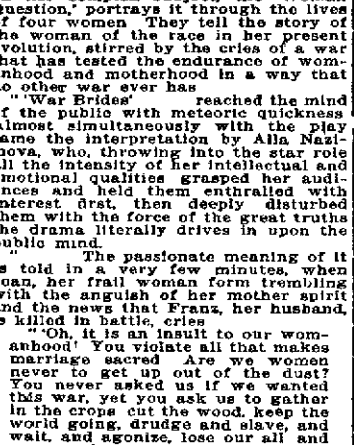 question," portrays it through the lives
of four women They tell the story of
the woman of the race in her present
evolution, stirred by the cries of a war
that has tested the endurance of wom-
anhood and motherhood in a way that
no other war ever has
"'War Brides' reached the mind
of the public with meteoric quickness
almost simultaneously with the play
came the interpretation by Alla Nazi-
mova, who, throwing into the star role
all the intensity of her intellectual and
emotional qualities grasped her audi-
ences and held them enthralled with
interest first, then deeply disturbed
them with the force of the great truths
the drama literally drives in upon the
public mind.
" The passionate meaning of it
is told in a very few minutes, when
Joan, her frail woman form trembling
with the anguish of her mother spirit
and the news that Franz, her husband,
is killed in battle, cries
"'Oh, it is an insult to our wom-
anhood! You violate all that makes
marriage sacred Are we women
never to get up out of the dust?
You never asked us if we wanted
this war, yet you ask us to gather
in the crops cut the wood, keep the
world going, drudge and slave, and
wait, and agonize, lose our all and